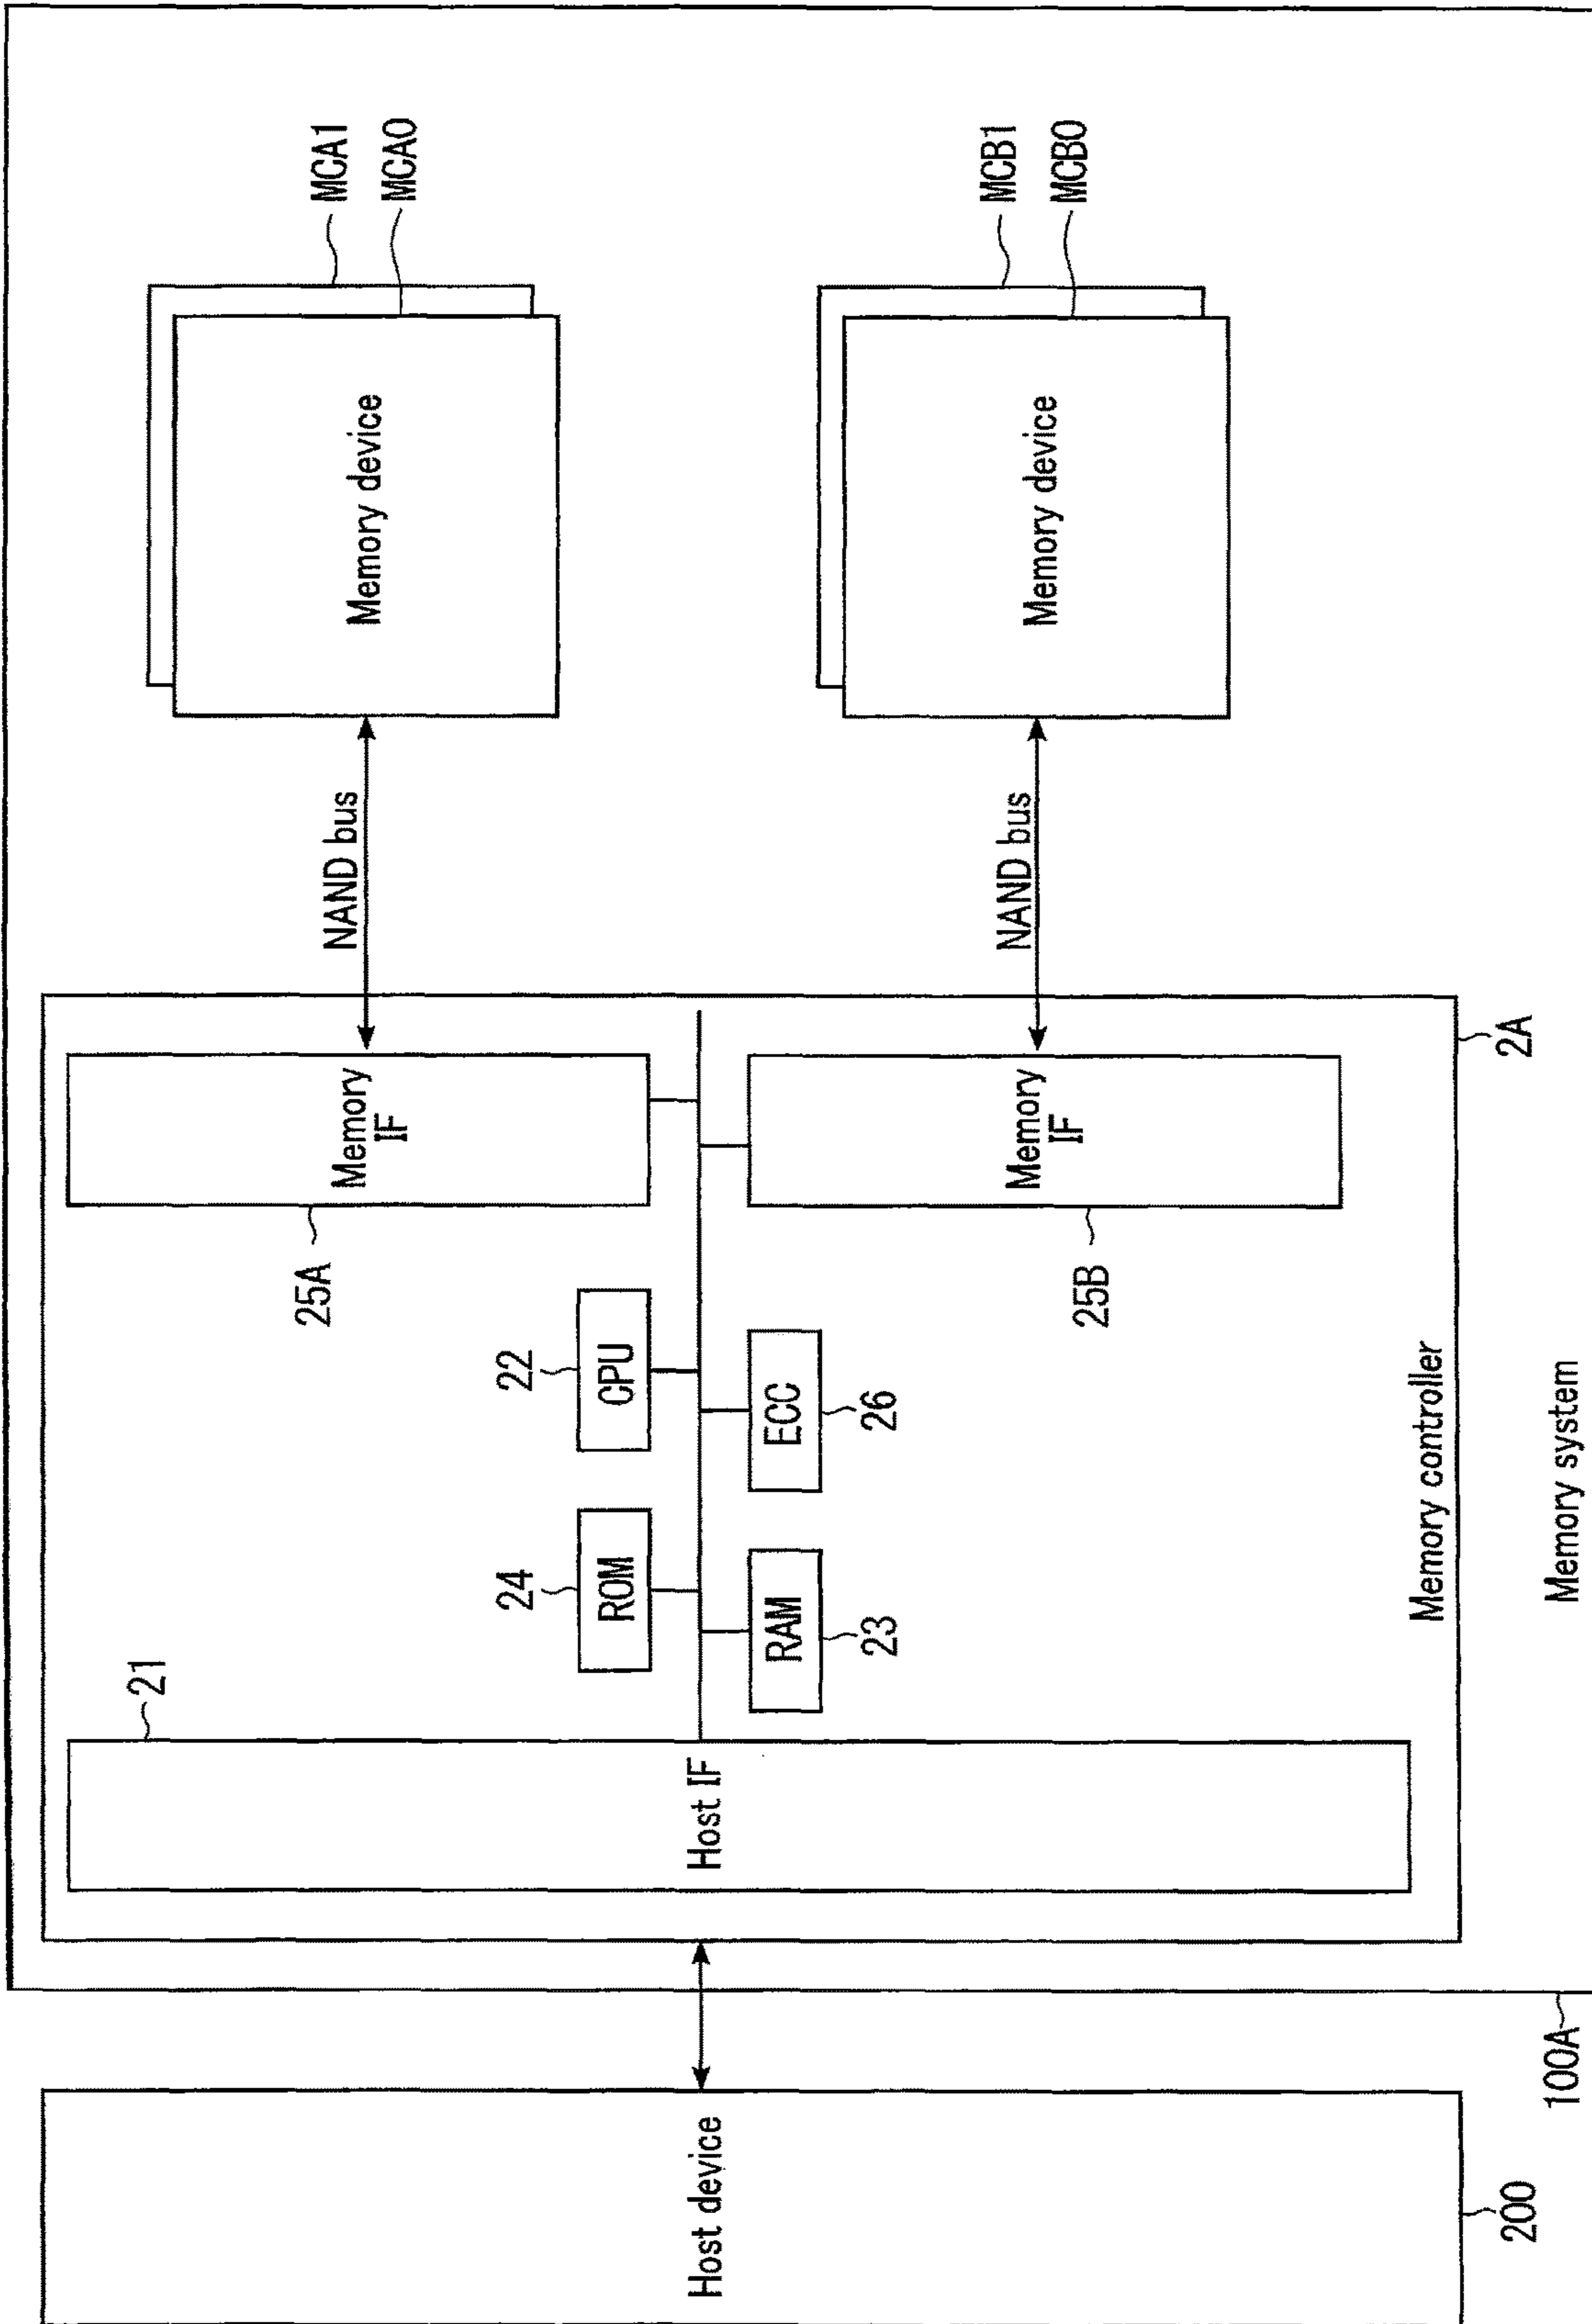 Host device
200
100A
Memory system
Memory controller
2A
Host IF
21
ROM
24
CPU
22
RAM
23
ECC
26
Memory
IF
25A
Memory
IF
25B
NAND bus
NAND bus
Memory device
MCA1
MCA0
Memory device
MCB1
MCB0